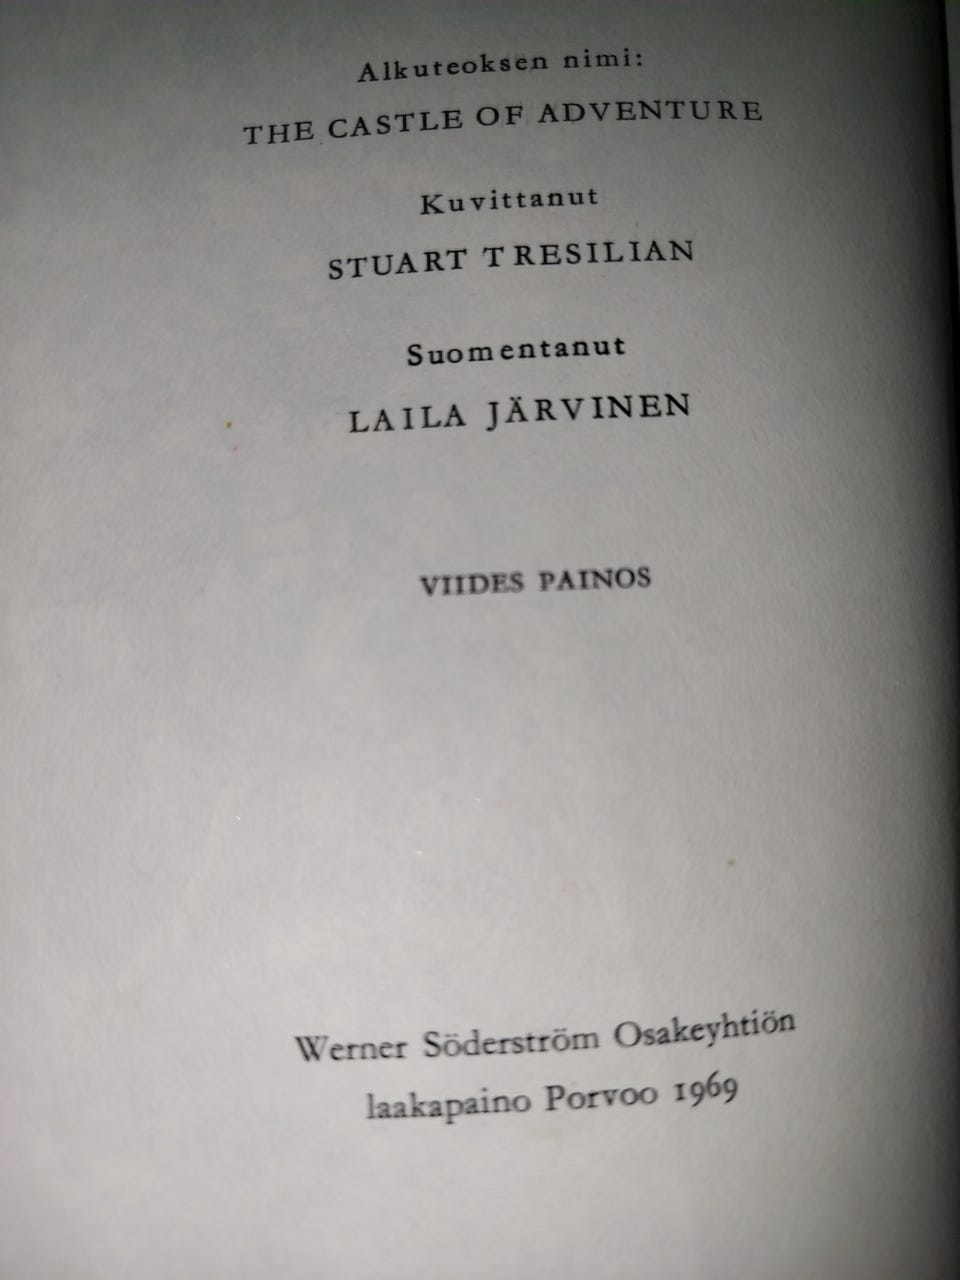 Alkuteoksen nimi:
THE CASTLE OF ADVENTURE
Kuvittanut
STUART TRESILIAN
Suomentanut
LAILA JÄRVINEN
VIIDES PAINOS
Werner Söderström Osakeyhtiön
laakapaino Porvoo 1969